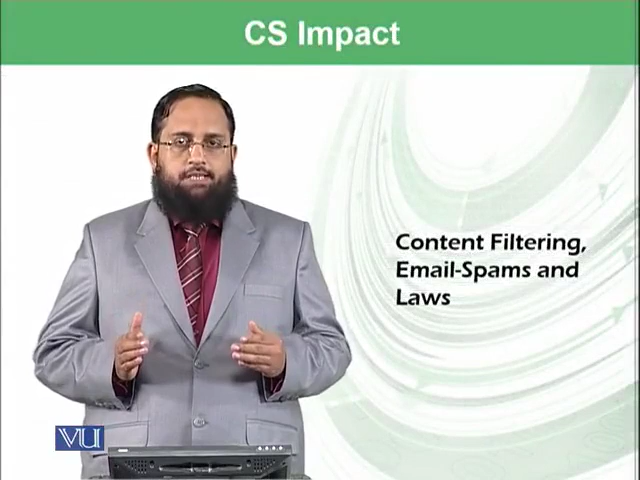 CS Impact
Content Filtering,
Email-Spams and
Laws
VU